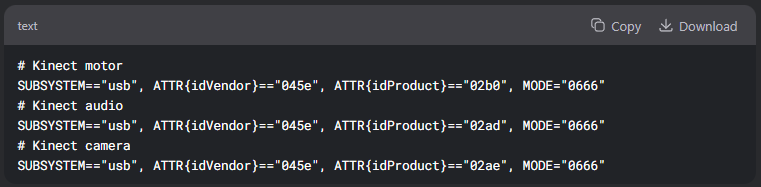 text
Copy Download
# Kinect motor
SUBSYSTEM=="usb", ATTR{idVendor}=="045e", ATTR{idProduct}=="02b0", MODE="0666"
# Kinect audio
SUBSYSTEM=="usb", ATTR{idVendor}=="045e", ATTR{idProduct}=="02ad", MODE="0666"
# Kinect camera
SUBSYSTEM=="usb", ATTR{idVendor}=="045e", ATTR{idProduct}=="02ae", MODE="0666"